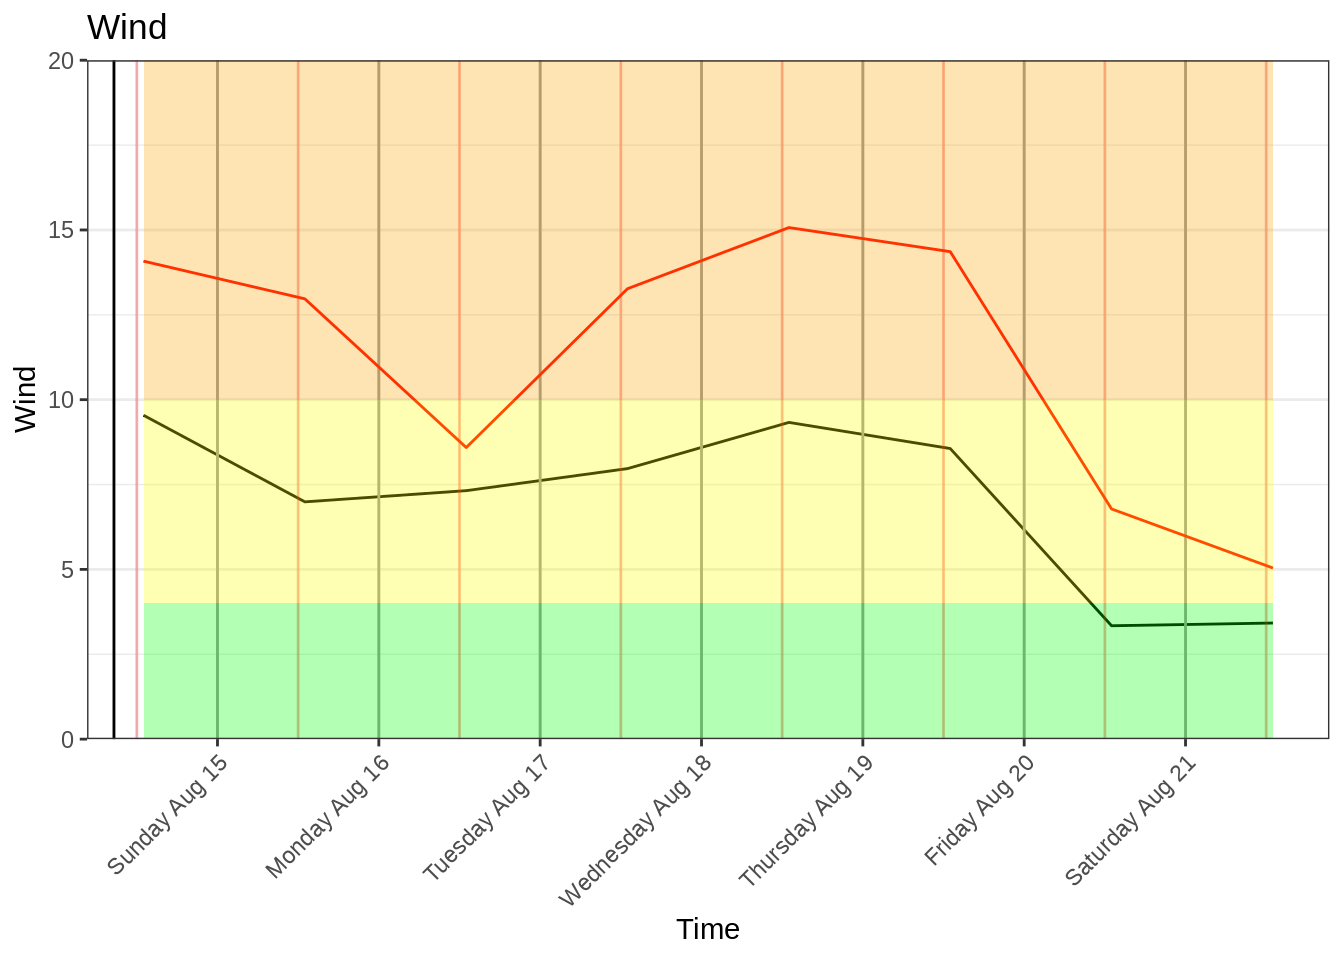 Wind
20
15
10
5
0
Wind
Sunday Aug 15
Monday Aug 16
Tuesday Aug 17
Wednesday Aug 18
Thursday Aug 19
Friday Aug 20
Saturday Aug 21
Time